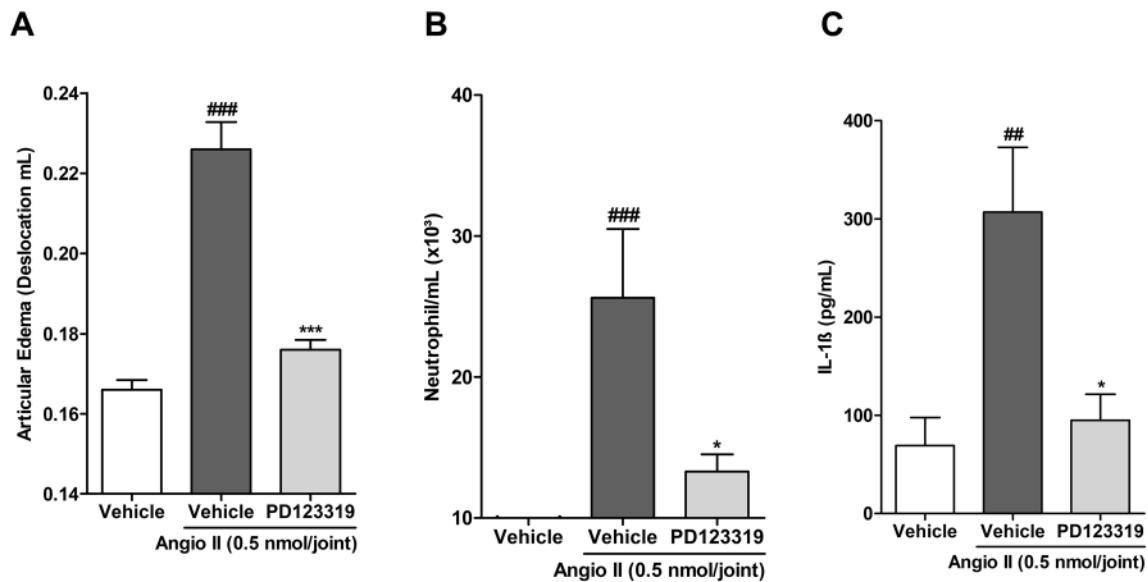 A
Articular Edema (Deslocation mL)
0.24
0.22
0.20
0.18
0.16
0.14
###
***
Vehicle
Vehicle
PD123319
Angio II (0.5 nmol/joint)
B
Neutrophil/mL (x10³)
40
30
20
10
###
*
Vehicle
Vehicle
PD123319
Angio II (0.5 nmol/joint)
C
IL-1ß (pg/mL)
400
300
200
100
0
##
*
Vehicle
Vehicle
PD123319
Angio II (0.5 nmol/joint)